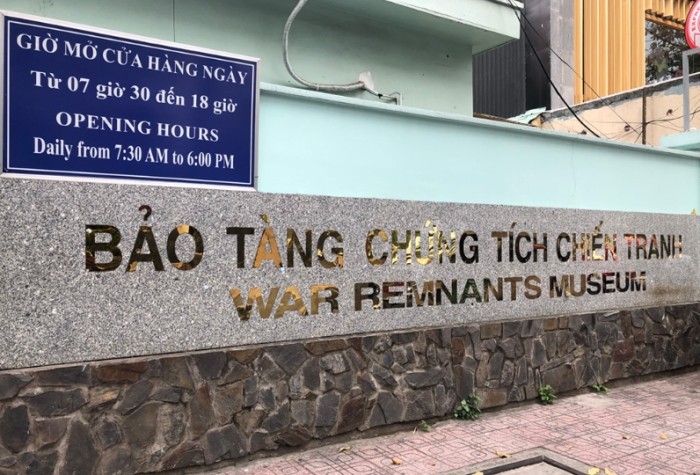 GIỜ MỞ CỬA HÀNG NGÀY
Từ 07 giờ 30 đến 18 giờ
OPENING HOURS
Daily from 7:30 AM to 6:00 PM
BẢO TÀNG CHỨNG TÍCH CHIẾN TRANH
WAR REMNANTS MUSEUM